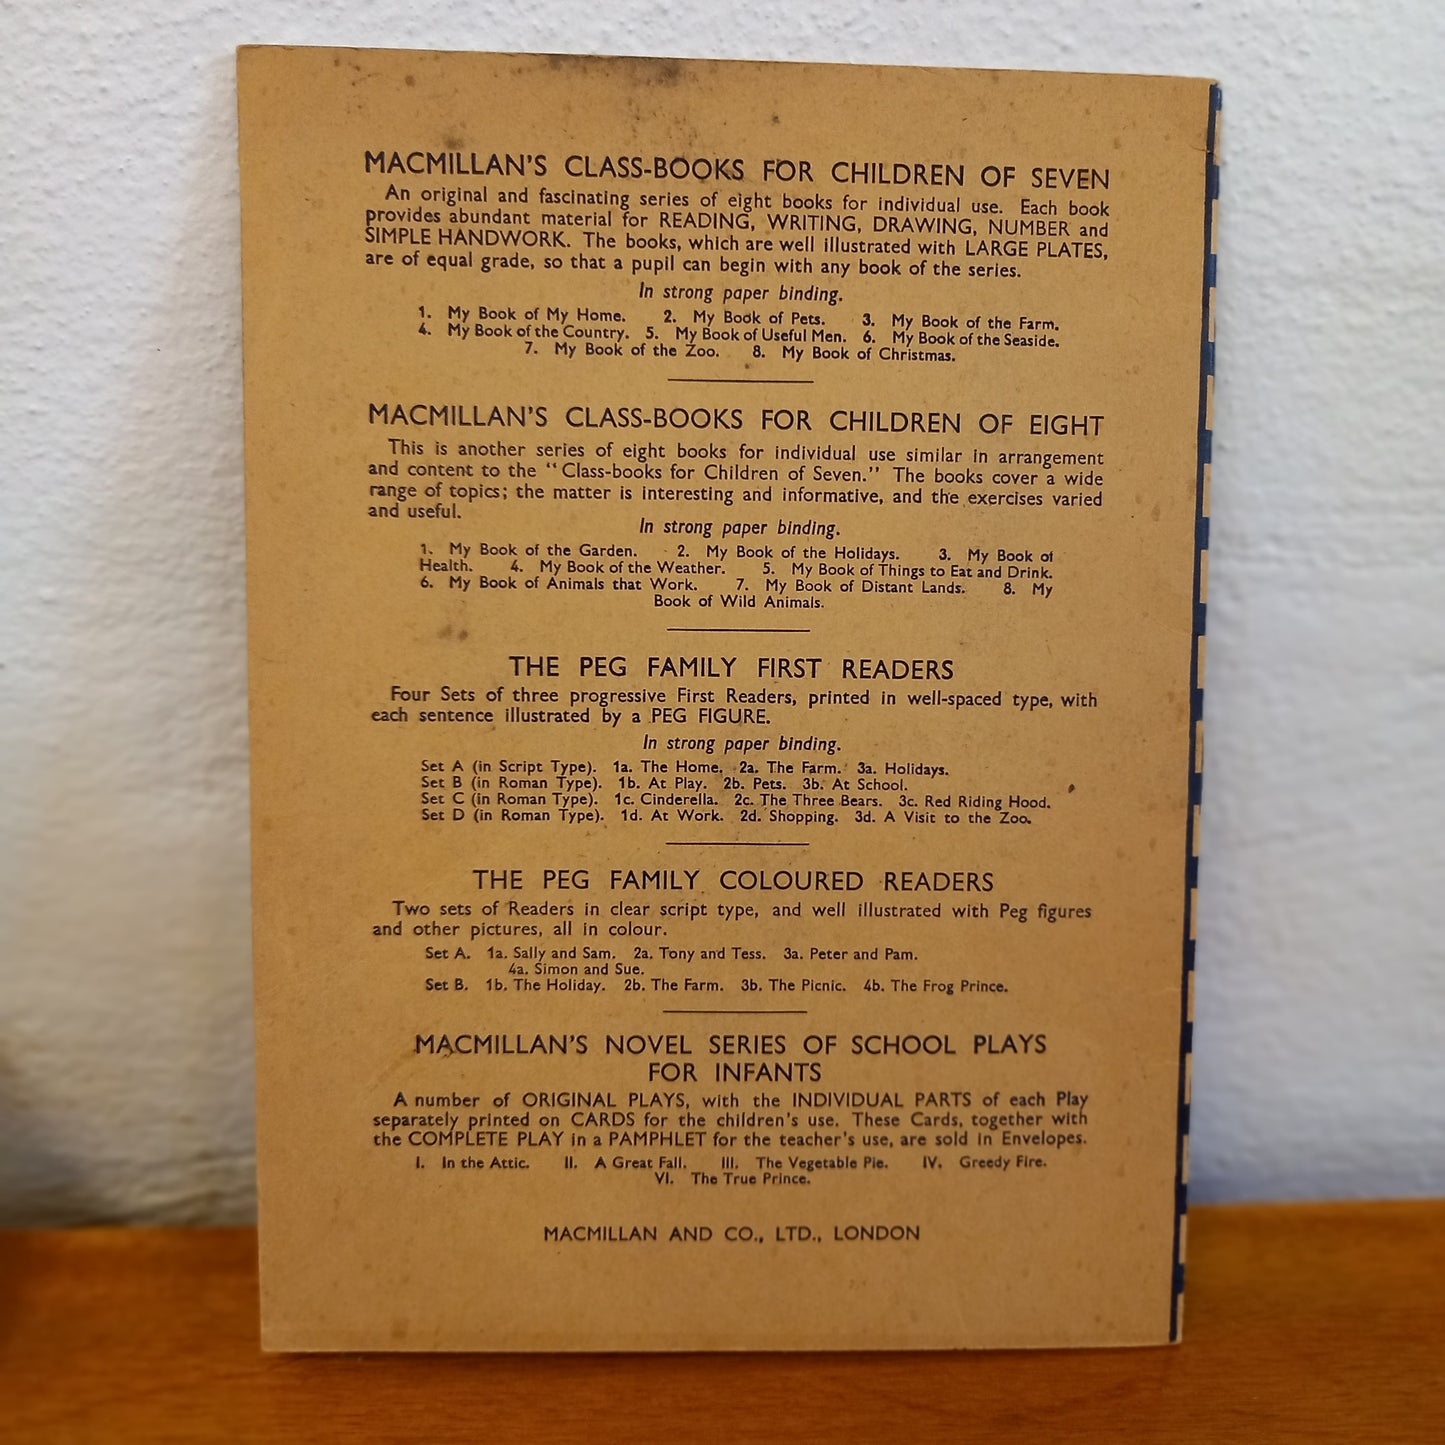 MACMILLAN'S CLASS-BOOKS FOR CHILDREN OF SEVEN
An original and fascinating series of eight books for individual use. Each book
provides abundant material for READING, WRITING, DRAWING, NUMBER and
SIMPLE HANDWORK. The books, which are well illustrated with LARGE PLATES,
are of equal grade, so that a pupil can begin with any book of the series.
In strong paper binding.
1. My Book of My Home. 2. My Book of Pets. 3. My Book of the Farm.
4. My Book of the Country. 5. My Book of Useful Men. 6. My Book of the Seaside.
7. My Book of the Zoo. 8. My Book of Christmas.
MACMILLAN'S CLASS-BOOKS FOR CHILDREN OF EIGHT
This is another series of eight books for individual use similar in arrangement
and content to the "Class-books for Children of Seven." The books cover a wide
range of topics; the matter is interesting and informative, and the exercises varied
and useful.
In strong paper binding.
1. My Book of the Garden. 2. My Book of the Holidays. 3. My Book of
Health. 4. My Book of the Weather. 5. My Book of Things to Eat and Drink.
6. My Book of Animals that Work. 7. My Book of Distant Lands. 8. My
Book of Wild Animals.
THE PEG FAMILY FIRST READERS
Four Sets of three progressive First Readers, printed in well-spaced type, with
each sentence illustrated by a PEG FIGURE.
In strong paper binding.
Set A (in Script Type). 1a. The Home. 2a. The Farm. 3a. Holidays.
Set B (in Roman Type). 1b. At Play. 2b. Pets. 3b. At School.
Set C (in Roman Type). 1c. Cinderella. 2c. The Three Bears. 3c. Red Riding Hood.
Set D (in Roman Type). 1d. At Work. 2d. Shopping. 3d. A Visit to the Zoo.
THE PEG FAMILY COLOURED READERS
Two sets of Readers in clear script type, and well illustrated with Peg figures
and other pictures, all in colour.
Set A. 1a. Sally and Sam. 2a. Tony and Tess. 3a. Peter and Pam.
4a. Simon and Sue.
Set B. 1b. The Holiday. 2b. The Farm. 3b. The Picnic. 4b. The Frog Prince.
MACMILLAN'S NOVEL SERIES OF SCHOOL PLAYS
FOR INFANTS
A number of ORIGINAL PLAYS, with the INDIVIDUAL PARTS of each Play
separately printed on CARDS for the children's use. These Cards, together with
the COMPLETE PLAY in a PAMPHLET for the teacher's use, are sold in Envelopes.
I. In the Attic. II. A Great Fall. III. The Vegetable Pie. IV. Greedy Fire.
VI. The True Prince.
MACMILLAN AND CO., LTD., LONDON